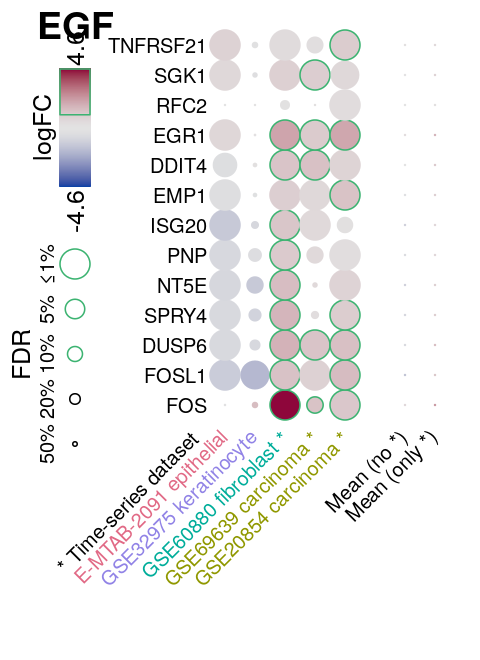 EGF
4.6
logFC
-4.6
≤1%
5%
10%
20%
50%
FDR
TNFRSF21
SGK1
RFC2
EGR1
DDIT4
EMP1
ISG20
PNP
NT5E
SPRY4
DUSP6
FOSL1
FOS
* Time-series dataset
E-MTAB-2091 epithelial
GSE32975 keratinocyte
GSE60880 fibroblast *
GSE69639 carcinoma *
GSE20854 carcinoma *
Mean (no *)
Mean (only *)